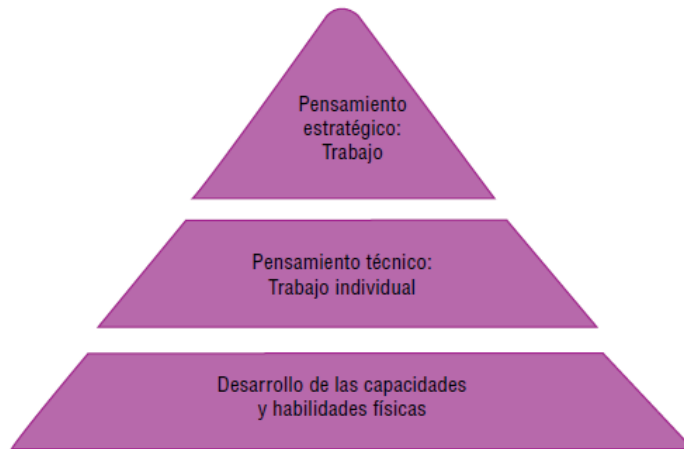 Pensamiento
estratégico:
Trabajo
Pensamiento técnico:
Trabajo individual
Desarrollo de las capacidades
y habilidades físicas